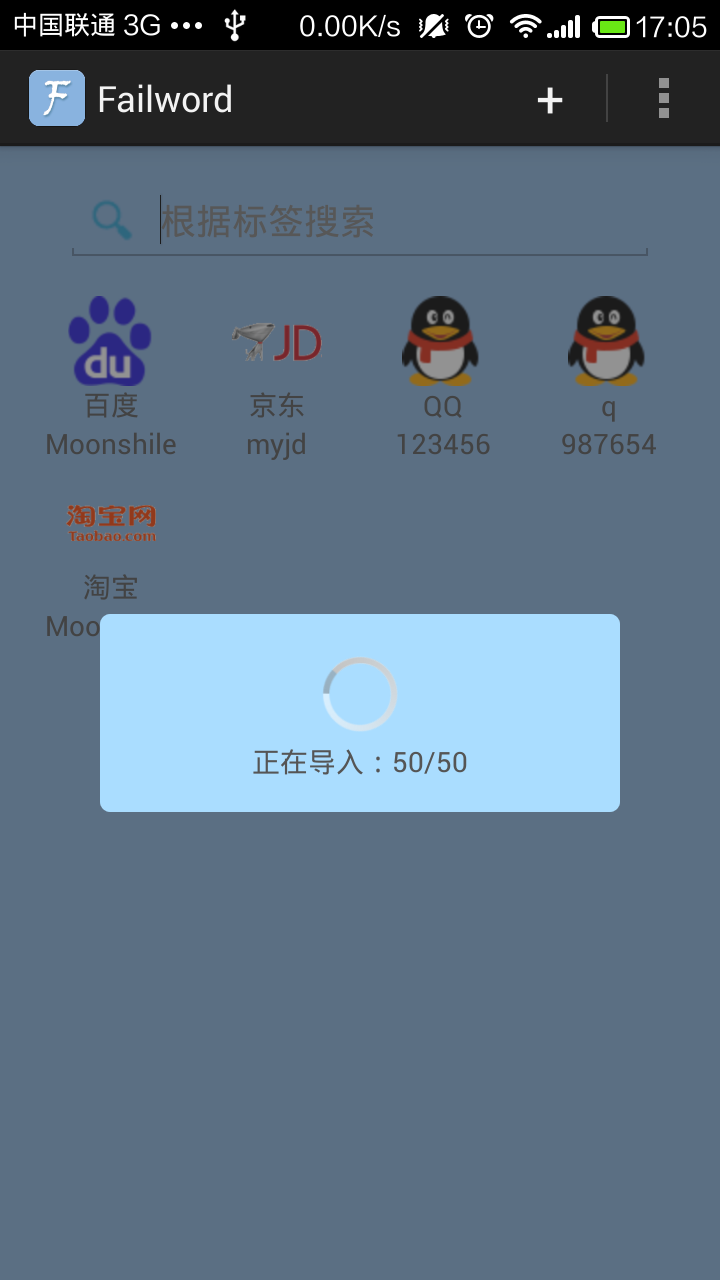 中国联通 3G ••• 0.00K/s 17:05
F Failword
根据标签搜索
du JD
百度 京东 QQ q
Moonshile myjd 123456 987654
淘宝网
Taobao.com
淘宝
Moo
正在导入：50/50